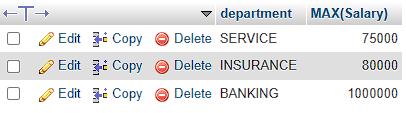 department MAX(Salary)
Edit Copy Delete SERVICE 75000
Edit Copy Delete INSURANCE 80000
Edit Copy Delete BANKING 1000000